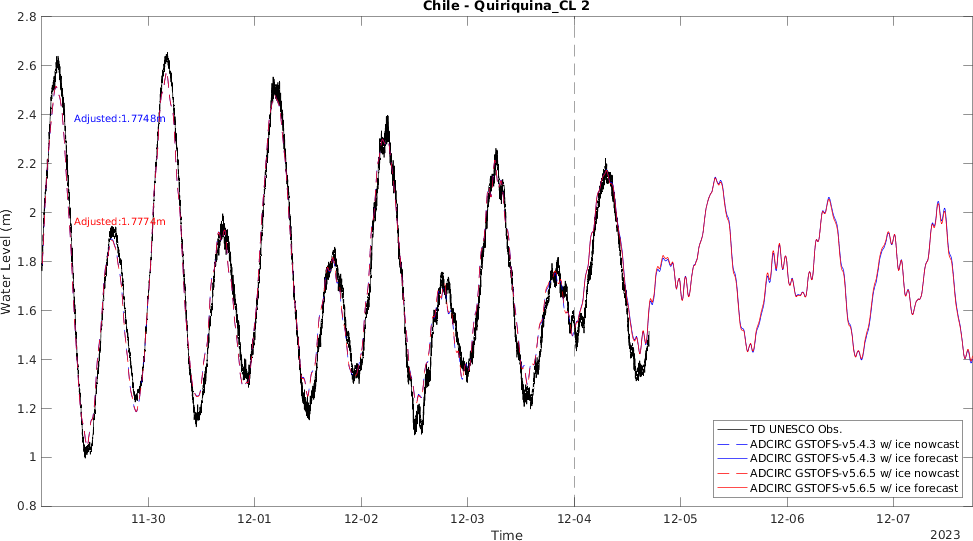 Chile - Quiriquina_CL 2
2.8
2.6
2.4
2.2
2
1.8
1.6
1.4
1.2
1
0.8
Water Level (m)
Adjusted:1.7748m
Adjusted:1.7774m
TD UNESCO Obs.
ADCIRC GSTOFS-v5.4.3 w/ ice nowcast
ADCIRC GSTOFS-v5.4.3 w/ ice forecast
ADCIRC GSTOFS-v5.6.5 w/ ice nowcast
ADCIRC GSTOFS-v5.6.5 w/ ice forecast
11-30 12-01 12-02 12-03 12-04 12-05 12-06 12-07
Time
2023